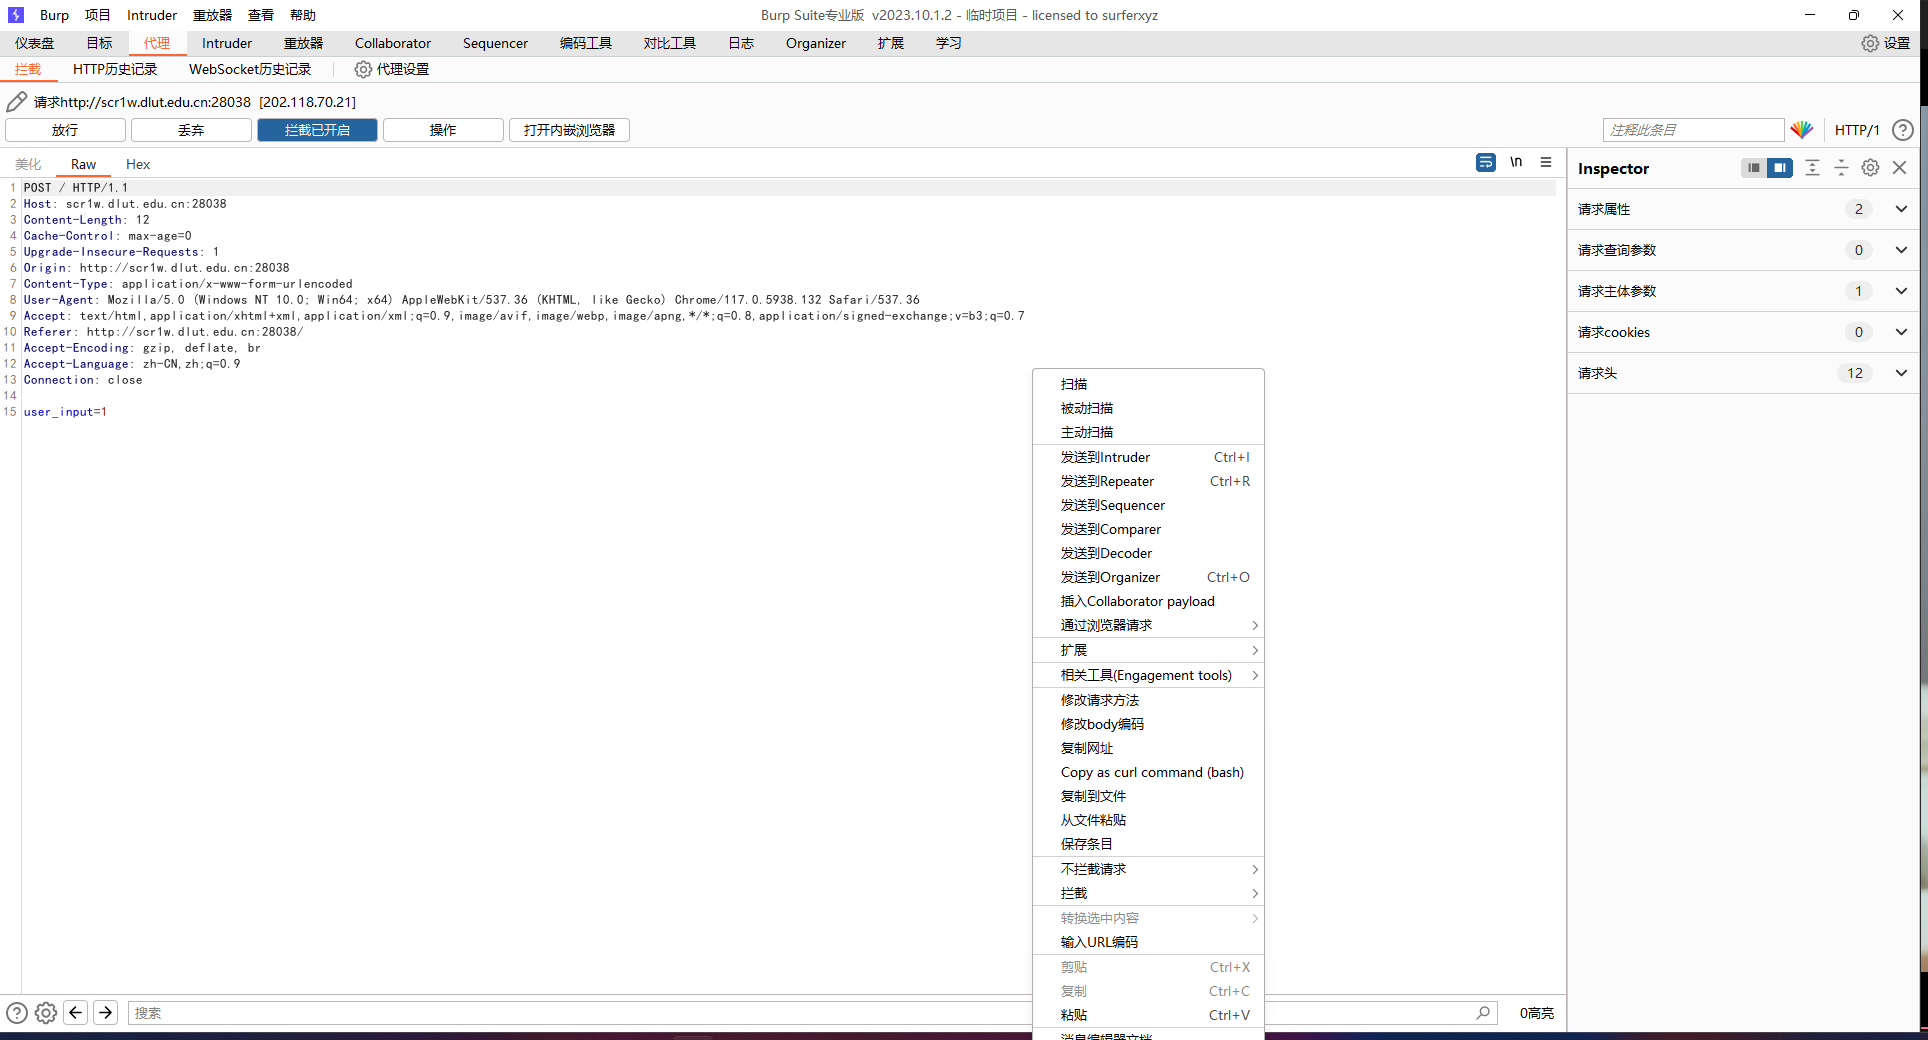 Burp 项目 Intruder 重放器 查看 帮助
Burp Suite专业版 v2023.10.1.2 - 临时项目 - licensed to surferxyz
仪表盘 目标 代理 Intruder 重放器 Collaborator Sequencer 编码工具 对比工具 日志 Organizer 扩展 学习 设置
拦截 HTTP历史记录 WebSocket历史记录 代理设置
请求http://scr1w.dlut.edu.cn:28038 [202.118.70.21]
放行 丢弃 拦截已开启 操作 打开内嵌浏览器 注释此条目 HTTP/1
美化 Raw Hex \n
1 POST / HTTP/1.1
2 Host: scr1w.dlut.edu.cn:28038
3 Content-Length: 12
4 Cache-Control: max-age=0
5 Upgrade-Insecure-Requests: 1
6 Origin: http://scr1w.dlut.edu.cn:28038
7 Content-Type: application/x-www-form-urlencoded
8 User-Agent: Mozilla/5.0 (Windows NT 10.0; Win64; x64) AppleWebKit/537.36 (KHTML, like Gecko) Chrome/117.0.5938.132 Safari/537.36
9 Accept: text/html,application/xhtml+xml,application/xml;q=0.9,image/avif,image/webp,image/apng,*/*;q=0.8,application/signed-exchange;v=b3;q=0.7
10 Referer: http://scr1w.dlut.edu.cn:28038/
11 Accept-Encoding: gzip, deflate, br
12 Accept-Language: zh-CN,zh;q=0.9
13 Connection: close
14
15 user_input=1
扫描
被动扫描
主动扫描
发送到Intruder Ctrl+I
发送到Repeater Ctrl+R
发送到Sequencer
发送到Comparer
发送到Decoder
发送到Organizer Ctrl+O
插入Collaborator payload
通过浏览器请求
扩展
相关工具(Engagement tools)
修改请求方法
修改body编码
复制网址
Copy as curl command (bash)
复制到文件
从文件粘贴
保存条目
不拦截请求
拦截
转换选中内容
输入URL编码
剪贴 Ctrl+X
复制 Ctrl+C
粘贴 Ctrl+V
消息编辑器文档
Inspector
请求属性 2
请求查询参数 0
请求主体参数 1
请求cookies 0
请求头 12
搜索
0高亮